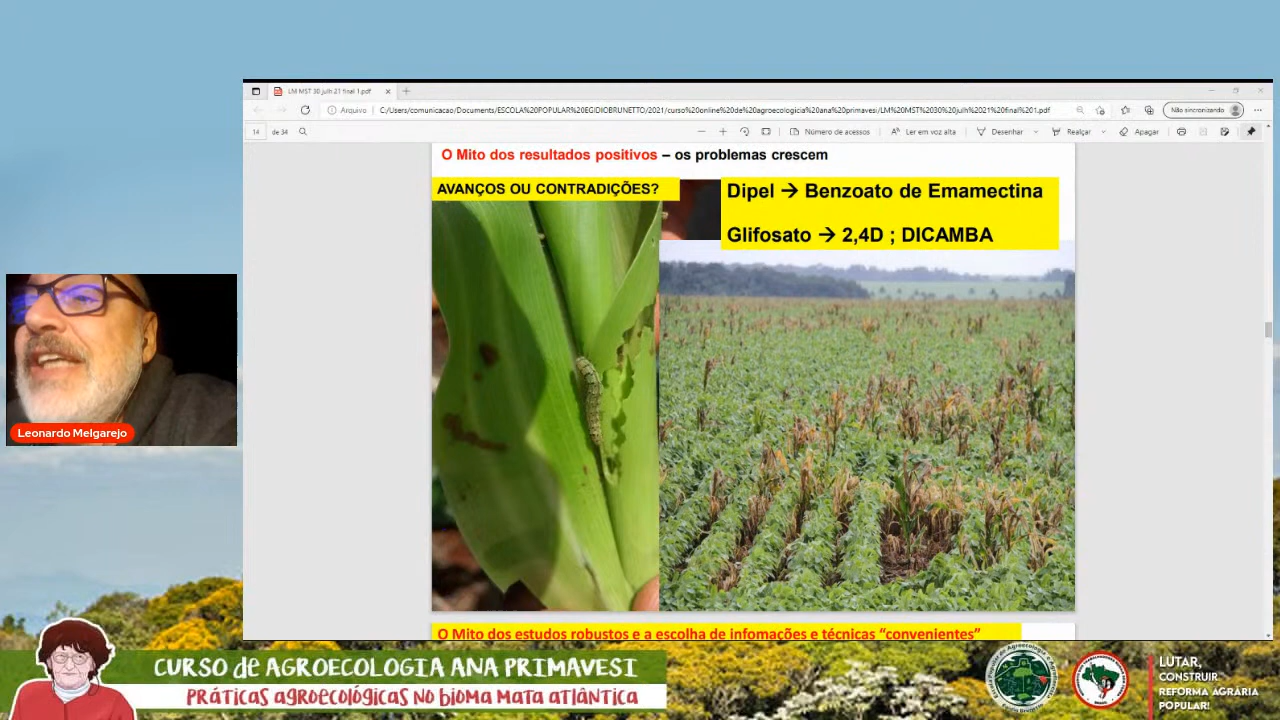 LM MST 30 julh 21 final 1.pdf
Arquivo
C:/Users/comunicacao/Documents/ESCOLA%20POPULAR%20EGIDIOBRUNETTO/2021/curso%20online%20de%20agroecologicia%20ana%20primavesi/LM%20MST%2030%20julh%2021%20final%201.pdf
Não sincronizando
14 de 34
Número de acessos
Ler em voz alta
Desenhar
Realçar
Apagar
O Mito dos resultados positivos – os problemas crescem
AVANÇOS OU CONTRADIÇÕES?
Dipel → Benzoato de Emamectina
Glifosato → 2,4D ; DICAMBA
Leonardo Melgarejo
O Mito dos estudos robustos e a escolha de infomações e técnicas “convenientes”
CURSO de AGROECOLOGIA ANA PRIMAVESI
PRÁTICAS AGROECOLÓGICAS NO BIOMA MATA ATLÂNTICA
LUTAR,
CONSTRUIR
REFORMA AGRÁRIA
POPULAR!